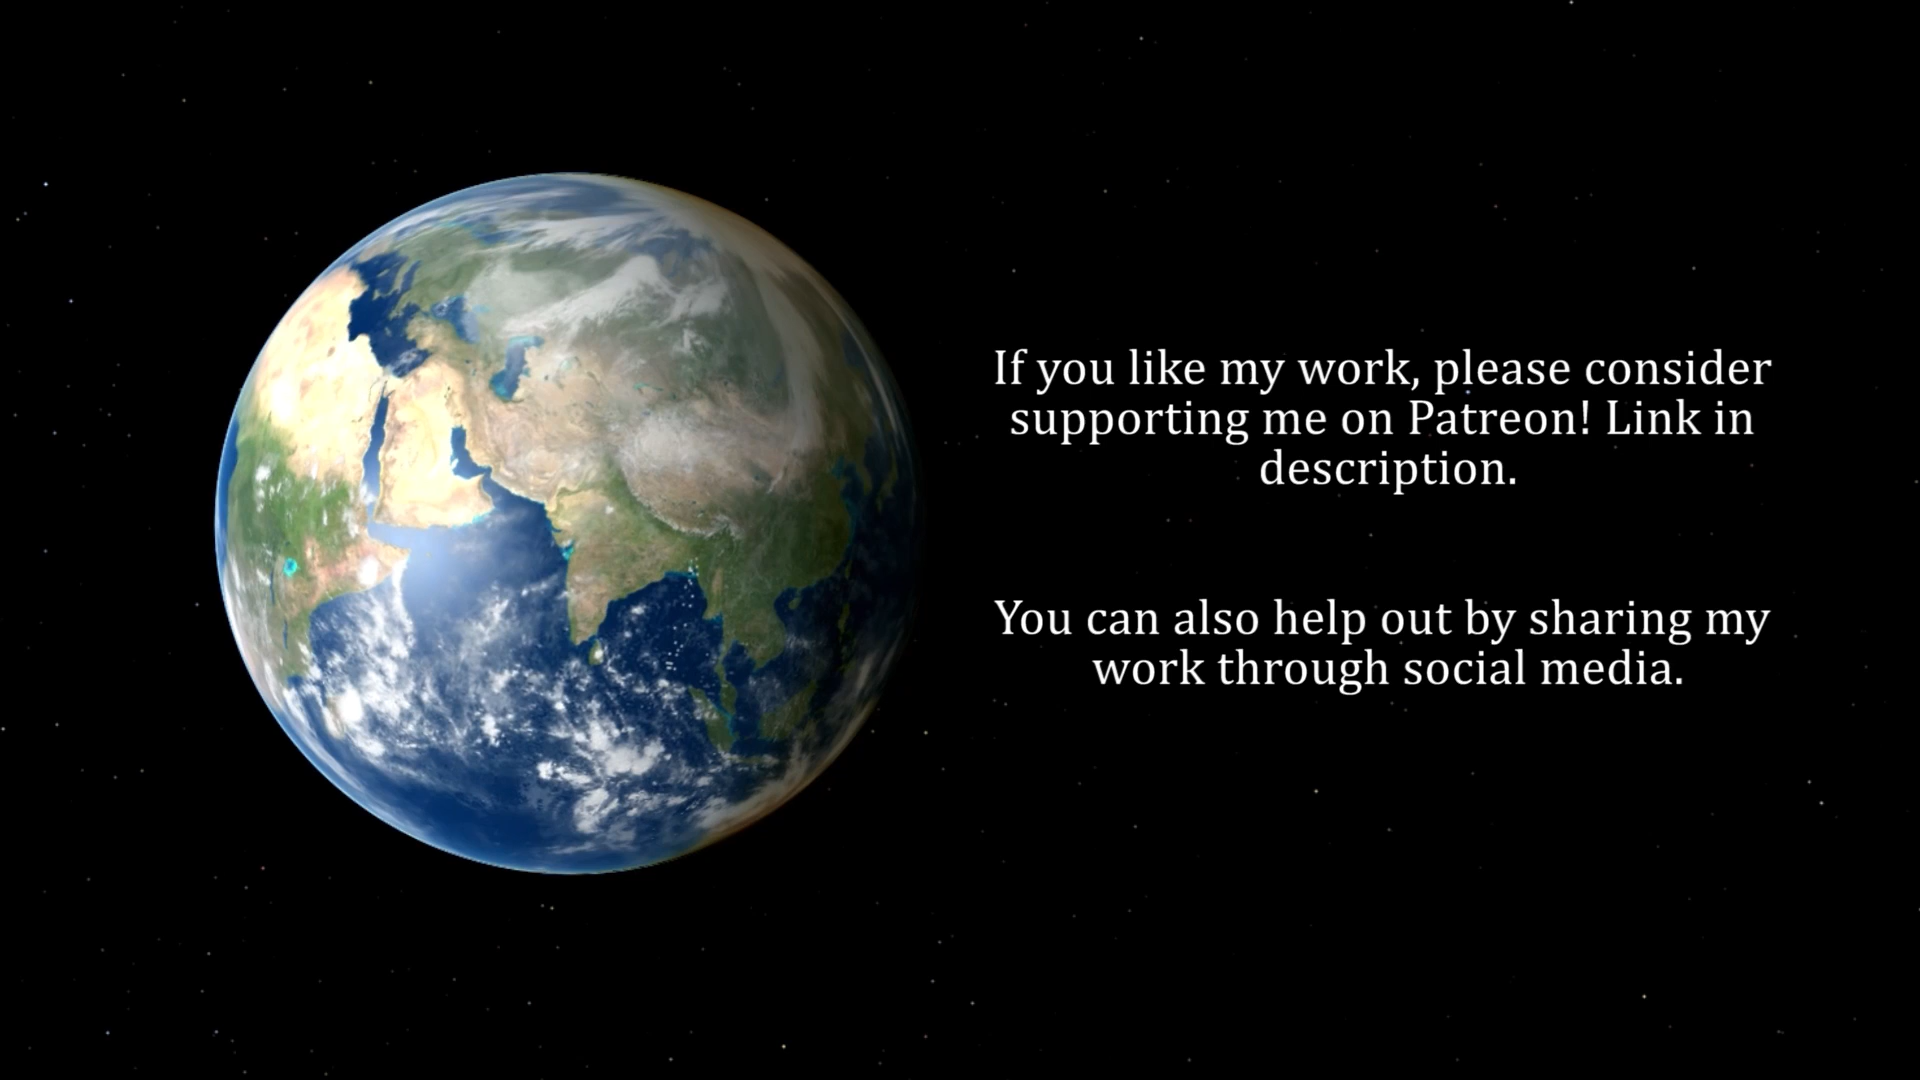 If you like my work, please consider
supporting me on Patreon! Link in
description.
You can also help out by sharing my
work through social media.